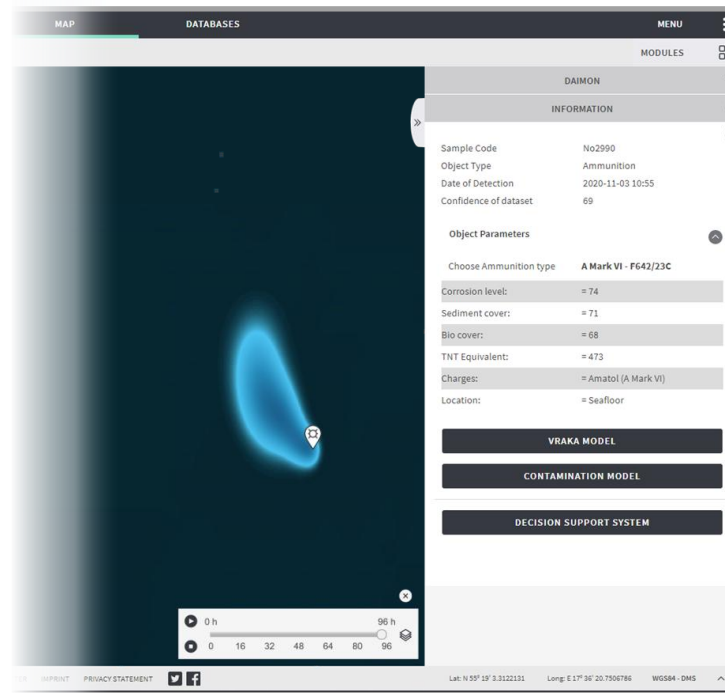 MAP DATABASES MENU
MODULES
DAIMON
INFORMATION
Sample Code No2990
Object Type Ammunition
Date of Detection 2020-11-03 10:55
Confidence of dataset 69
Object Parameters
Choose Ammunition type A Mark VI - F642/23C
Corrosion level: = 74
Sediment cover: = 71
Bio cover: = 68
TNT Equivalent: = 473
Charges: = Amatol (A Mark VI)
Location: = Seafloor
VRAKA MODEL
CONTAMINATION MODEL
DECISION SUPPORT SYSTEM
0 h 96 h
0 16 32 48 64 80 96
IMPRINT PRIVACY STATEMENT Lat: N 55° 19' 3.3122131 Long: E 17° 36' 20.7506786 WGS84 - DMS